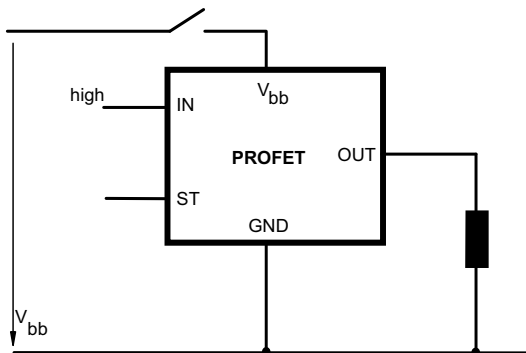 high
IN
Vbb
PROFET
OUT
ST
GND
Vbb